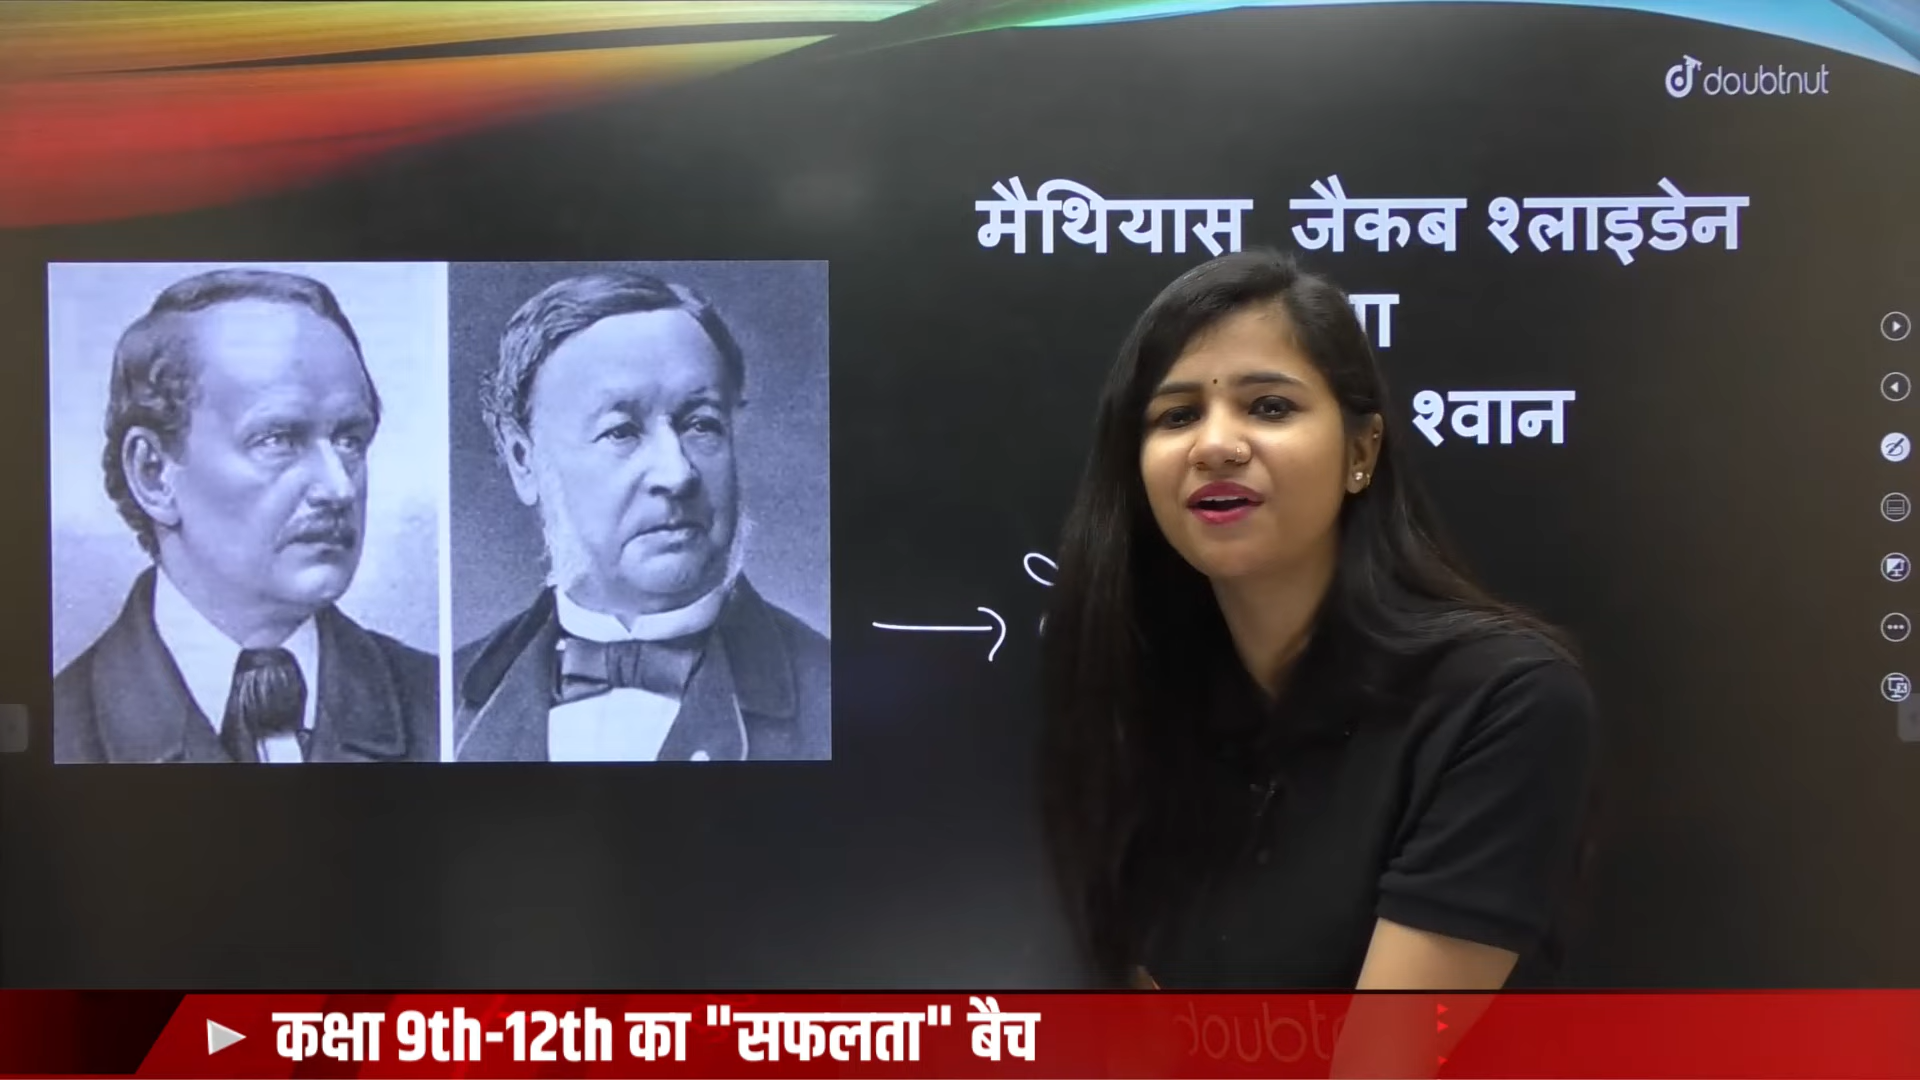 doubtnut
मैथियास जैकब श्लाइडेन
श्वान
कक्षा 9th-12th का "सफलता" बैच